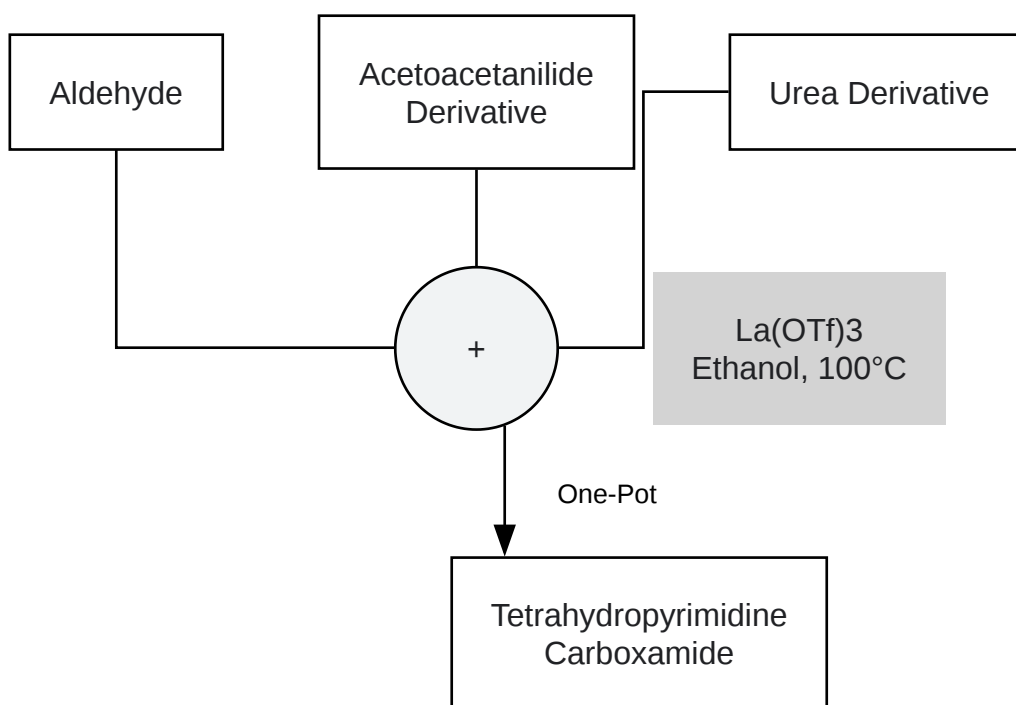 Aldehyde
Acetoacetanilide
Derivative
Urea Derivative
+
La(OTf)3
Ethanol, 100°C
One-Pot
Tetrahydropyrimidine
Carboxamide